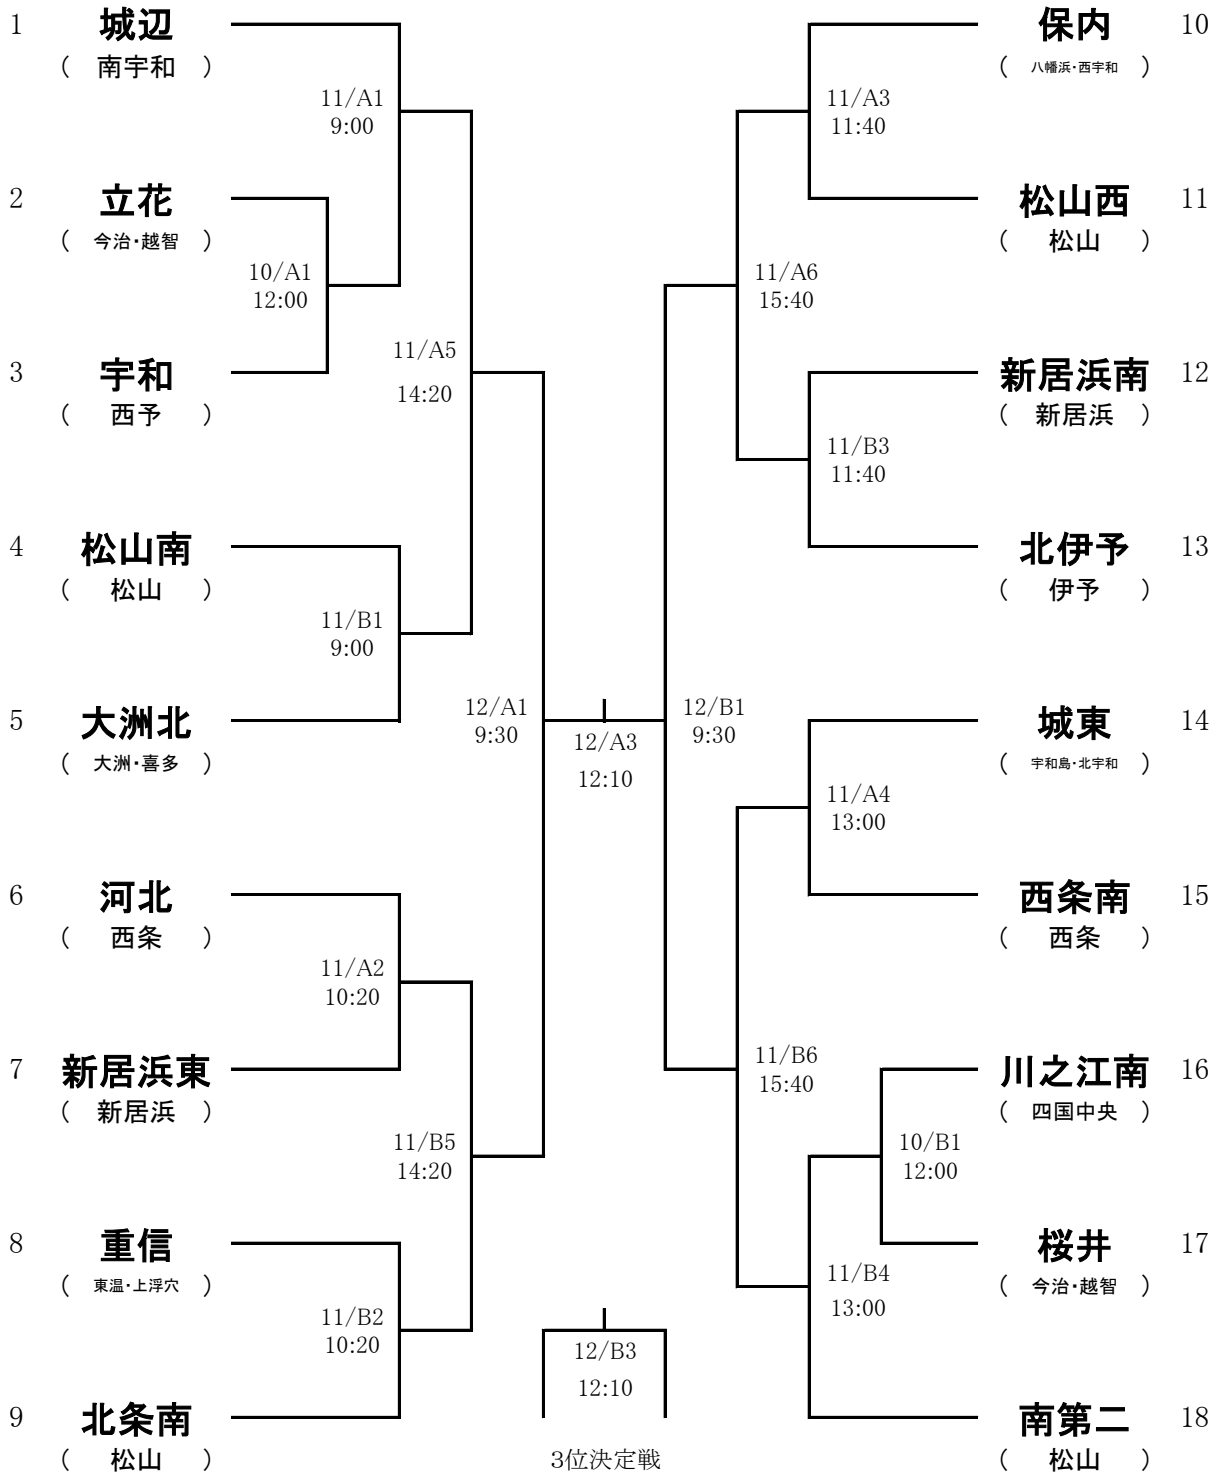 1 城辺
( 南宇和 )
11/A1
9:00
2 立花
( 今治・越智 )
10/A1
12:00
3 宇和
( 西予 )
11/A5
14:20
4 松山南
( 松山 )
11/B1
9:00
5 大洲北
( 大洲・喜多 )
12/A1
9:30
6 河北
( 西条 )
11/A2
10:20
7 新居浜東
( 新居浜 )
11/B5
14:20
8 重信
( 東温・上浮穴 )
11/B2
10:20
9 北条南
( 松山 )
12/A3
12:10
12/B3
12:10
3位決定戦
保内 10
( 八幡浜・西宇和 )
11/A3
11:40
松山西 11
( 松山 )
11/A6
15:40
新居浜南 12
( 新居浜 )
11/B3
11:40
北伊予 13
( 伊予 )
12/B1
9:30
城東 14
( 宇和島・北宇和 )
11/A4
13:00
西条南 15
( 西条 )
11/B6
15:40
川之江南 16
( 四国中央 )
10/B1
12:00
桜井 17
( 今治・越智 )
11/B4
13:00
南第二 18
( 松山 )